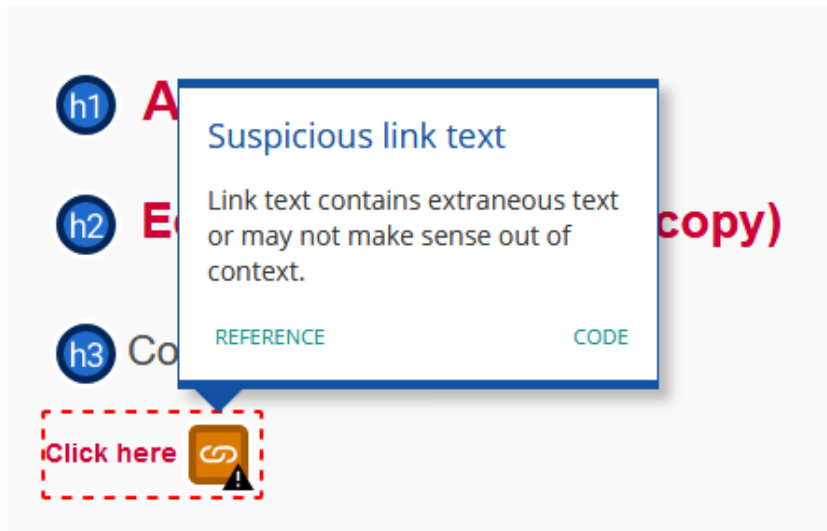 h1 A
Suspicious link text
Link text contains extraneous text
or may not make sense out of
context.
h2 copy)
REFERENCE CODE
h3 Co
Click here